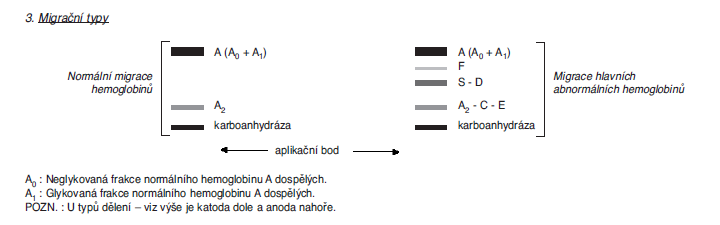 3. Migrační typy
A (A0 + A1)
Normální migrace
hemoglobinů
A2
karboanhydráza
A (A0 + A1)
F
S - D
A2 - C - E
karboanhydráza
Migrace hlavních
abnormálních hemoglobinů
aplikační bod
A0 : Neglykovaná frakce normálního hemoglobinu A dospělých.
A1 : Glykovaná frakce normálního hemoglobinu A dospělých.
POZN. : U typů dělení – viz výše je katoda dole a anoda nahoře.